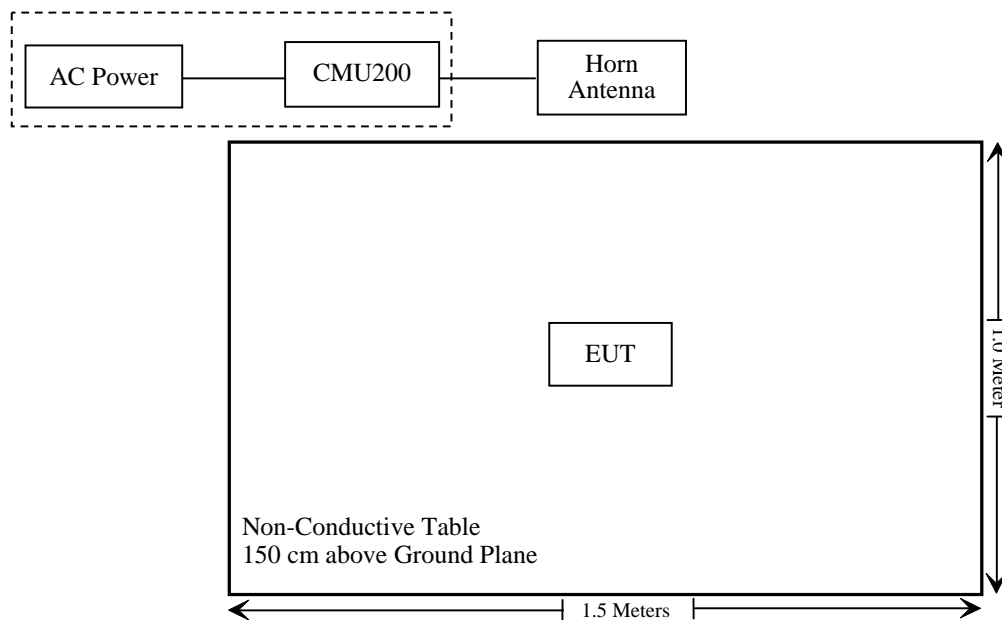 AC Power
CMU200
Horn
Antenna
EUT
1.0 Meter
Non-Conductive Table
150 cm above Ground Plane
1.5 Meters